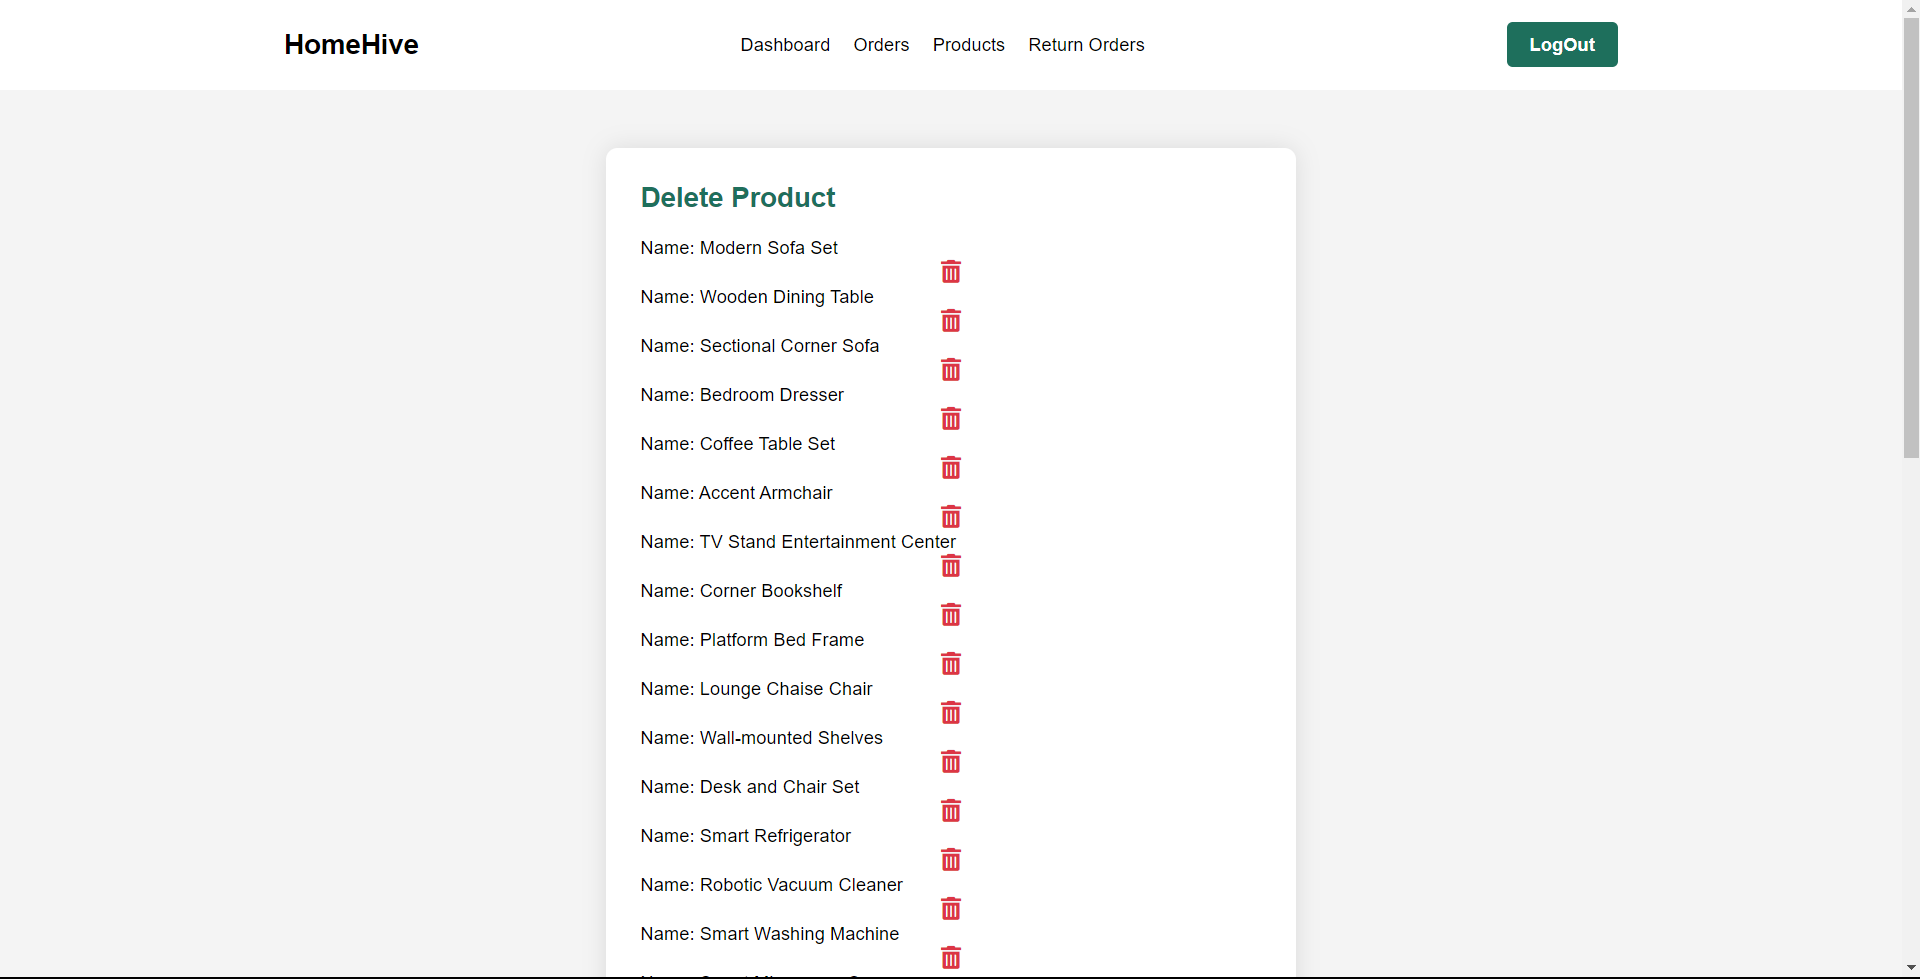 HomeHive
Dashboard Orders Products Return Orders
LogOut
Delete Product
Name: Modern Sofa Set
Name: Wooden Dining Table
Name: Sectional Corner Sofa
Name: Bedroom Dresser
Name: Coffee Table Set
Name: Accent Armchair
Name: TV Stand Entertainment Center
Name: Corner Bookshelf
Name: Platform Bed Frame
Name: Lounge Chaise Chair
Name: Wall-mounted Shelves
Name: Desk and Chair Set
Name: Smart Refrigerator
Name: Robotic Vacuum Cleaner
Name: Smart Washing Machine